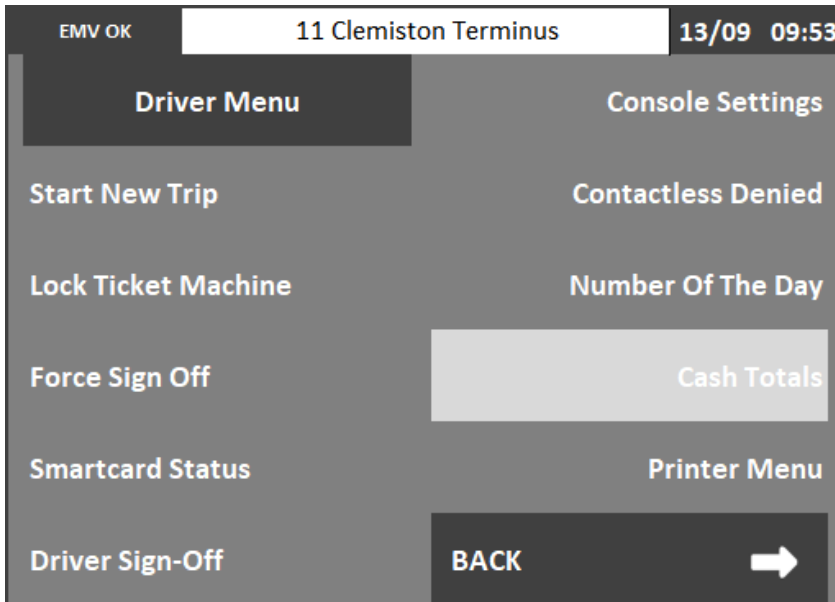 EMV OK 11 Clemiston Terminus 13/09 09:53
Driver Menu Console Settings
Start New Trip Contactless Denied
Lock Ticket Machine Number Of The Day
Force Sign Off Cash Totals
Smartcard Status Printer Menu
Driver Sign-Off BACK